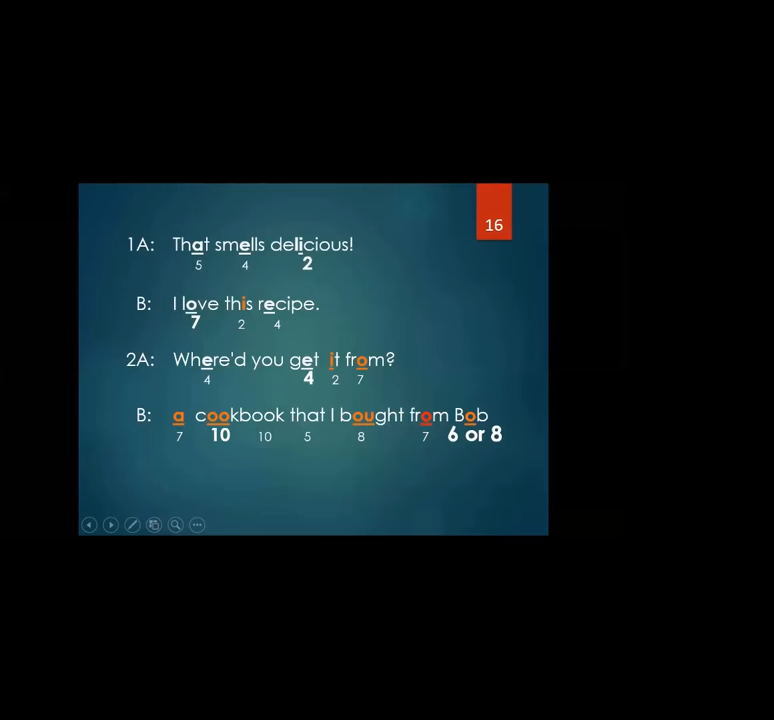 16
1A: That smells delicious!
5 4 2
B: I love this recipe.
7 2 4
2A: Where'd you get it from?
4 4 2 7
B: a cookbook that I bought from Bob
7 10 10 5 8 7 6 or 8